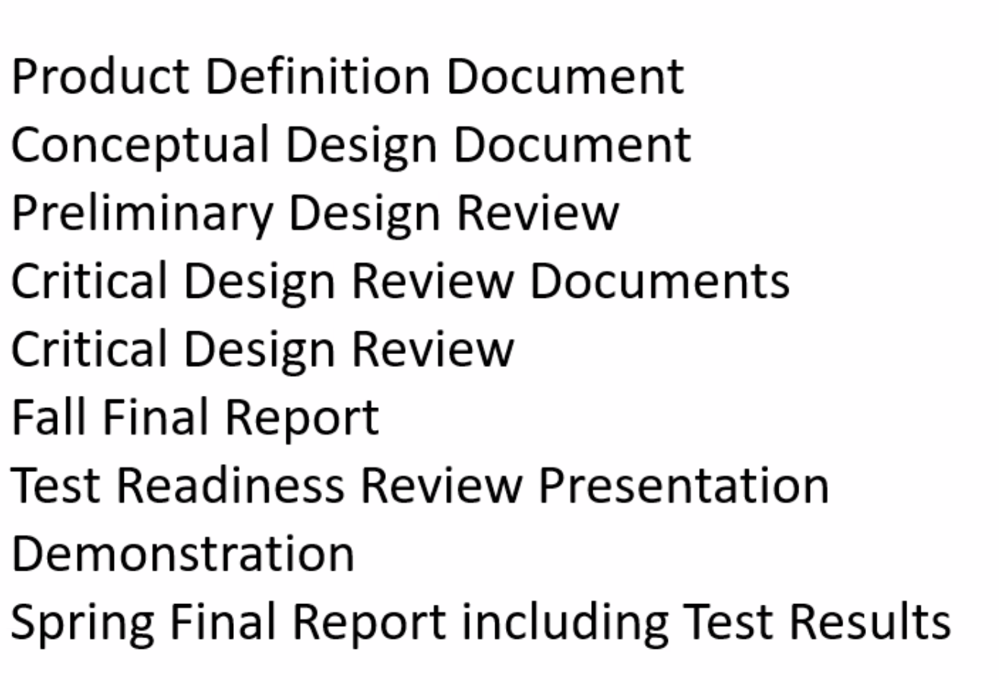 Product Definition Document
Conceptual Design Document
Preliminary Design Review
Critical Design Review Documents
Critical Design Review
Fall Final Report
Test Readiness Review Presentation
Demonstration
Spring Final Report including Test Results